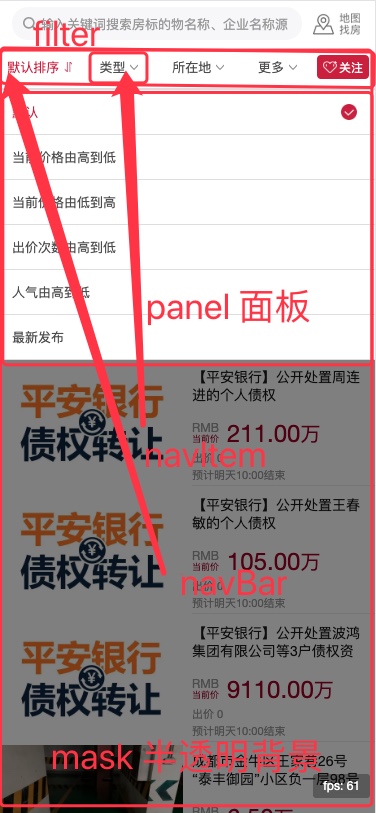 filter
输入关键词搜索房标的物名称、企业名称源
地图
找房
默认排序
类型
所在地
更多
关注
默认
当前价格由高到低
当前价格由低到高
出价次数由高到低
人气由高到低
最新发布
panel 面板
平安银行
债权转让
【平安银行】公开处置周连
进的个人债权
RMB
当前价
211.00万
出价 0
预计明天10:00结束
navItem
平安银行
债权转让
【平安银行】公开处置王春
敏的个人债权
RMB
当前价
105.00万
navBar
预计明天10:00结束
平安银行
债权转让
【平安银行】公开处置波鸿
集团有限公司等3户债权资
RMB
当前价
9110.00万
出价 0
预计明天10:00结束
mask 半透明背景
26号
“泰丰御园”小区负一层98号
fps: 61